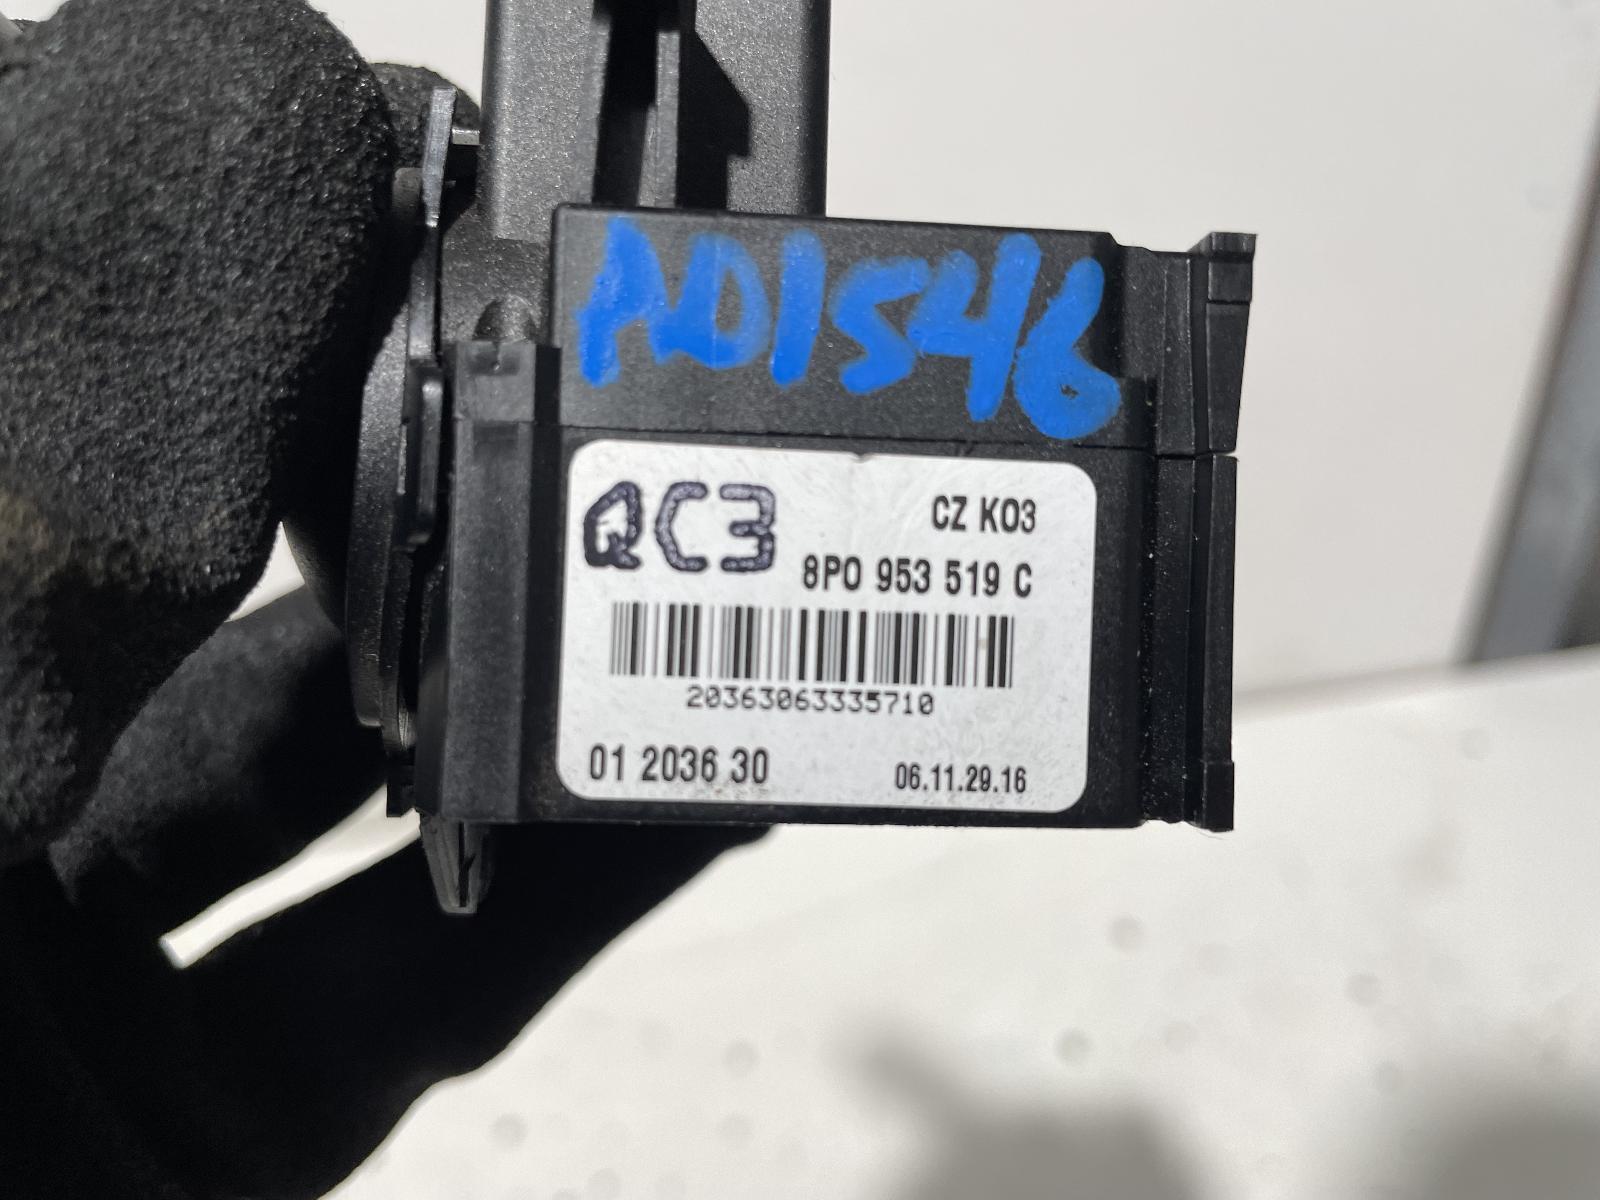 AD1546
QC3
CZ K03
8P0 953 519 C
20363063335710
01 2036 30
06.11.29.16